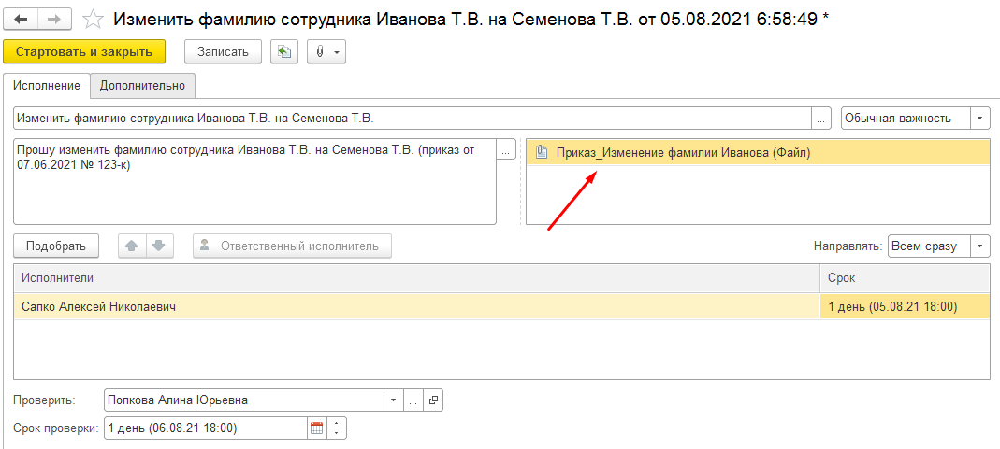 Изменить фамилию сотрудника Иванова Т.В. на Семенова Т.В. от 05.08.2021 6:58:49 *
Стартовать и закрыть
Записать
Исполнение
Дополнительно
Изменить фамилию сотрудника Иванова Т.В. на Семенова Т.В.
...
Обычная важность
Прошу изменить фамилию сотрудника Иванова Т.В. на Семенова Т.В. (приказ от
07.06.2021 № 123-к)
...
Приказ_Изменение фамилии Иванова (Файл)
Подобрать
Ответственный исполнитель
Направлять:
Всем сразу
Исполнители
Срок
Сапко Алексей Николаевич
1 день (05.08.21 18:00)
Проверить:
Попкова Алина Юрьевна
...
Срок проверки:
1 день (06.08.21 18:00)